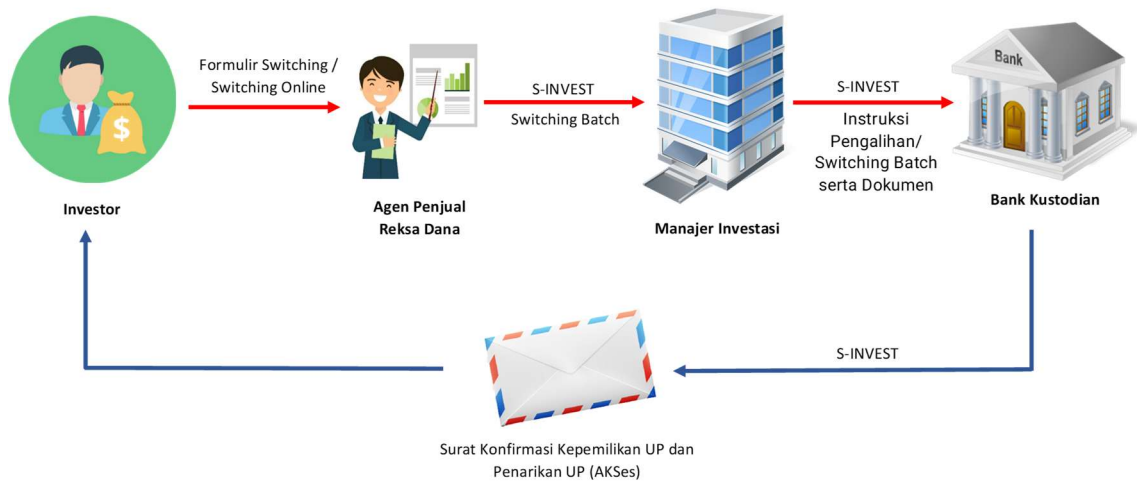 Formulir Switching /
Switching Online
S-INVEST
Switching Batch
S-INVEST
Instruksi
Pengalihan/
Switching Batch
serta Dokumen
Bank
$
Investor
Agen Penjual
Reksa Dana
Manajer Investasi
Bank Kustodian
S-INVEST
Surat Konfirmasi Kepemilikan UP dan
Penarikan UP (AKSes)